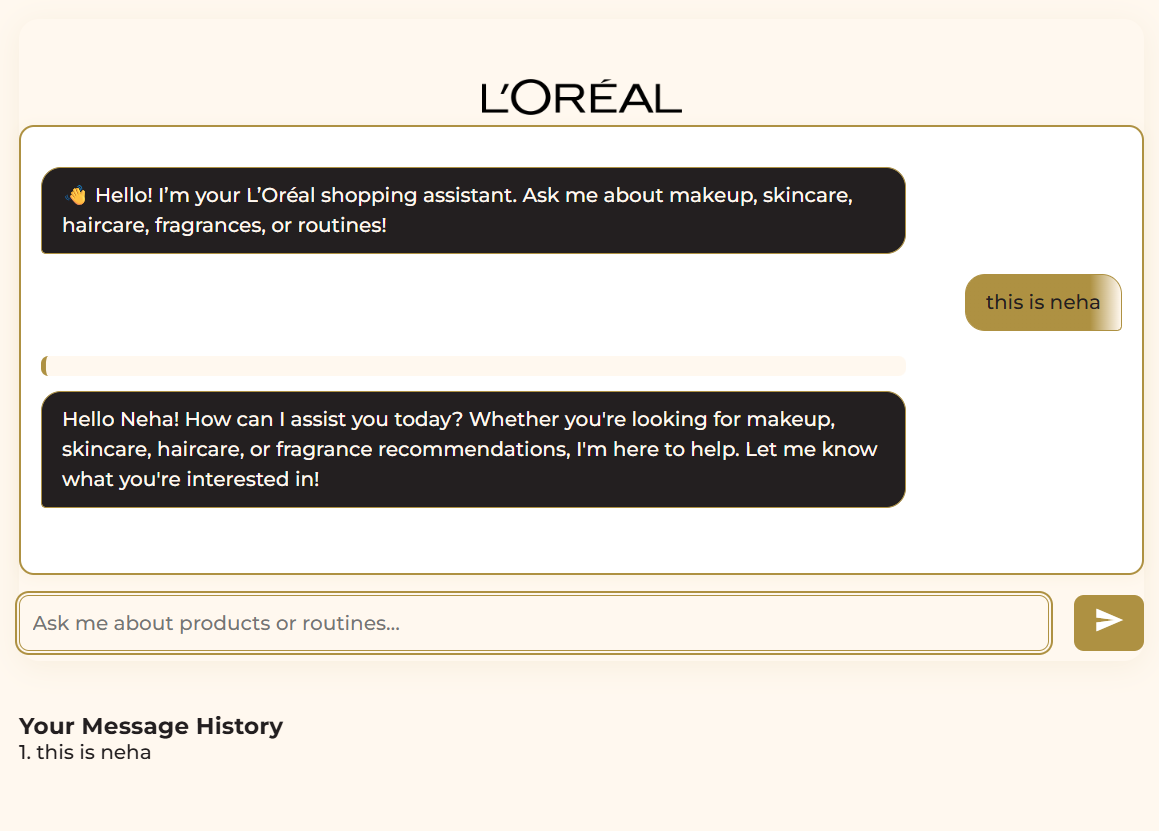 L'ORÉAL
👋 Hello! I’m your L’Oréal shopping assistant. Ask me about makeup, skincare,
haircare, fragrances, or routines!
this is neha
Hello Neha! How can I assist you today? Whether you're looking for makeup,
skincare, haircare, or fragrance recommendations, I'm here to help. Let me know
what you're interested in!
Ask me about products or routines...
Your Message History
1. this is neha